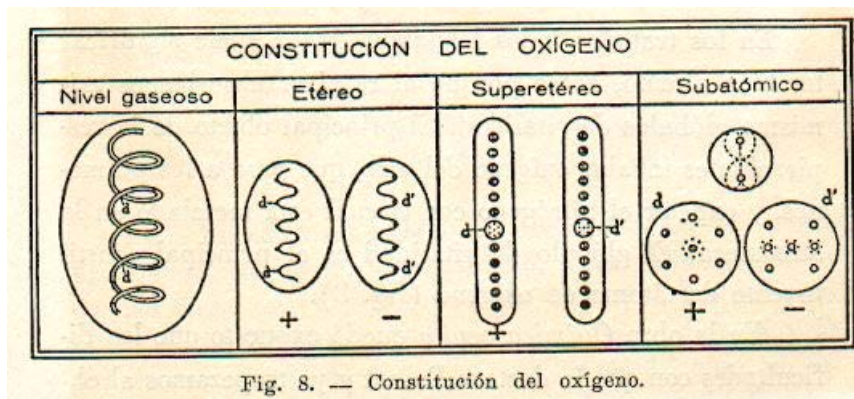 CONSTITUCIÓN DEL OXÍGENO
Nivel gaseoso Etéreo Superetéreo Subatómico
d d d' d d' d d'
d d d'
+ − + + −
Fig. 8. — Constitución del oxígeno.